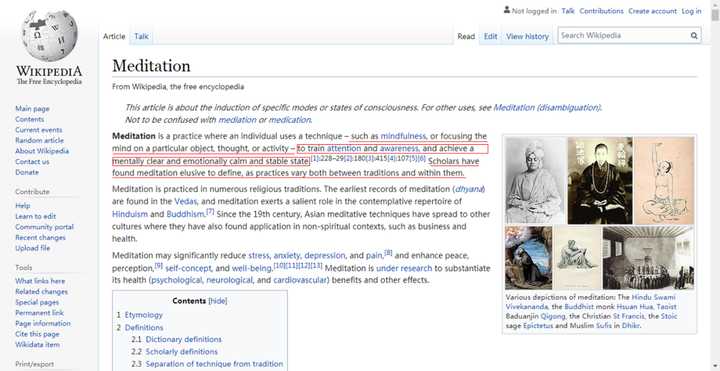 Not logged in Talk Contributions Create account Log in
WIKIPEDIA
The Free Encyclopedia
Main page
Contents
Current events
Random article
About Wikipedia
Contact us
Donate
Contribute
Help
Learn to edit
Community portal
Recent changes
Upload file
Tools
What links here
Related changes
Special pages
Permanent link
Page information
Cite this page
Wikidata item
Print/export
Article Talk
Read Edit View history
Search Wikipedia
Meditation
From Wikipedia, the free encyclopedia
This article is about the induction of specific modes or states of consciousness. For other uses, see Meditation (disambiguation).
Not to be confused with mediation or medication.
Meditation is a practice where an individual uses a technique – such as mindfulness, or focusing the
mind on a particular object, thought, or activity – to train attention and awareness, and achieve a
mentally clear and emotionally calm and stable state.[1]:228–29[2]:180[3]:415[4]:107[5][6] Scholars have
found meditation elusive to define, as practices vary both between traditions and within them.
Meditation is practiced in numerous religious traditions. The earliest records of meditation (dhyana)
are found in the Vedas, and meditation exerts a salient role in the contemplative repertoire of
Hinduism and Buddhism.[7] Since the 19th century, Asian meditative techniques have spread to other
cultures where they have also found application in non-spiritual contexts, such as business and
health.
Meditation may significantly reduce stress, anxiety, depression, and pain,[8] and enhance peace,
perception,[9] self-concept, and well-being.[10][11][12][13] Meditation is under research to substantiate
its health (psychological, neurological, and cardiovascular) benefits and other effects.
Contents [hide]
1 Etymology
2 Definitions
2.1 Dictionary definitions
2.2 Scholarly definitions
2.3 Separation of technique from tradition
Various depictions of meditation: The Hindu Swami
Vivekananda, the Buddhist monk Hsuan Hua, Taoist
Baduanjin Qigong, the Christian St Francis, the Stoic
sage Epictetus and Muslim Sufis in Dhikr.